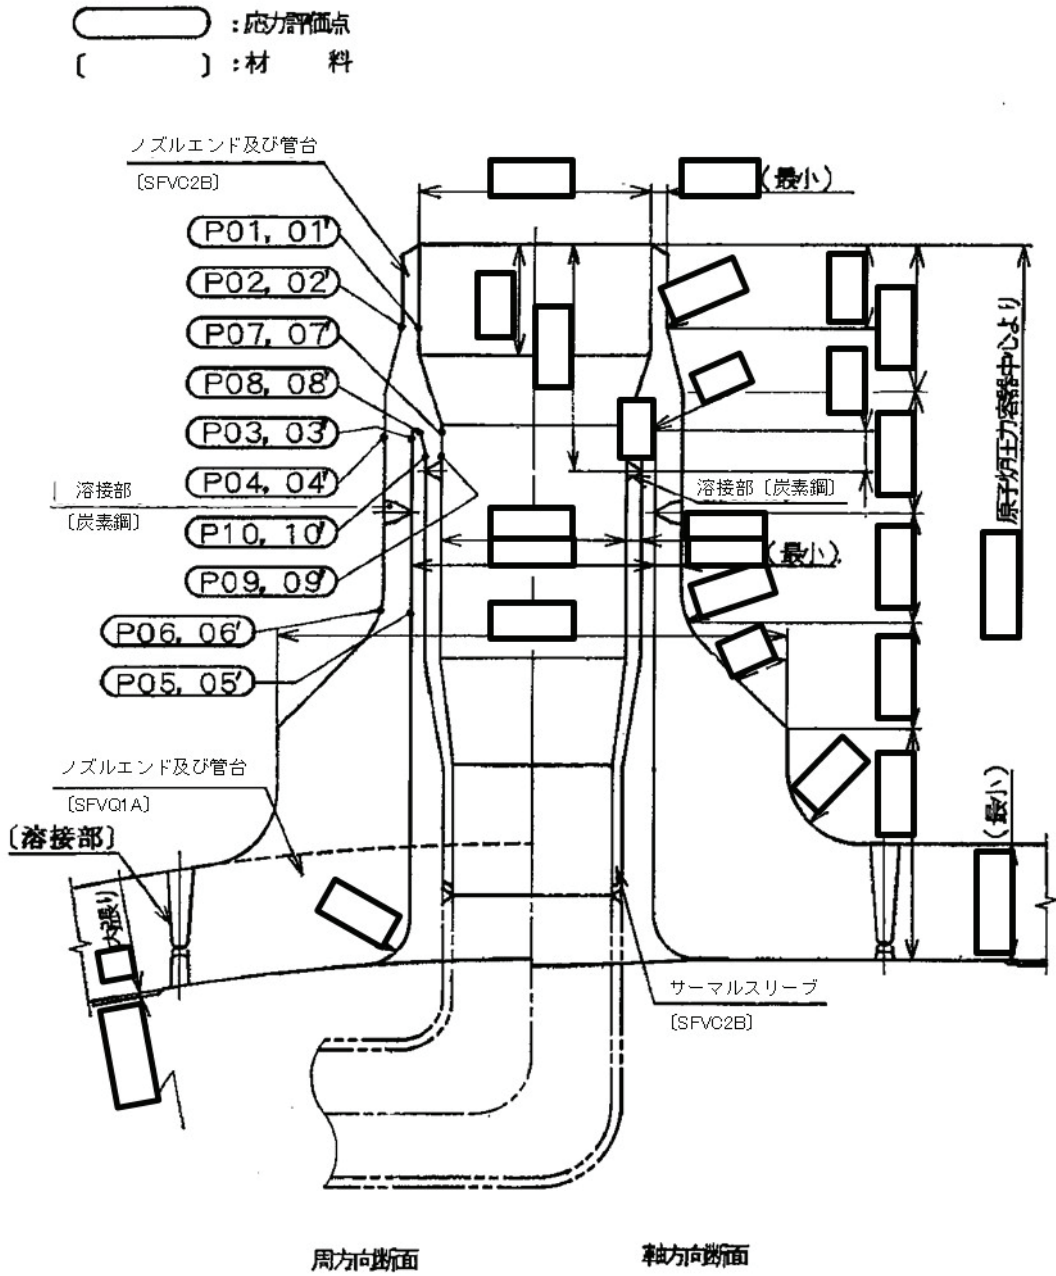 ：応力評価点
〔　　〕：材　料
ノズルエンド及び管台
〔SFVC2B〕
（最小）
P01, 01′
P02, 02′
P07, 07′
P08, 08′
P03, 03′
P04, 04′
P10, 10′
P09, 09′
P06, 06′
P05, 05′
溶接部
〔炭素鋼〕
溶接部〔炭素鋼〕
（最小）
原子炉圧力容器中心より
ノズルエンド及び管台
〔SFVQ1A〕
〔溶接部〕
（最小）
サーマルスリーブ
〔SFVC2B〕
周方向断面
軸方向断面